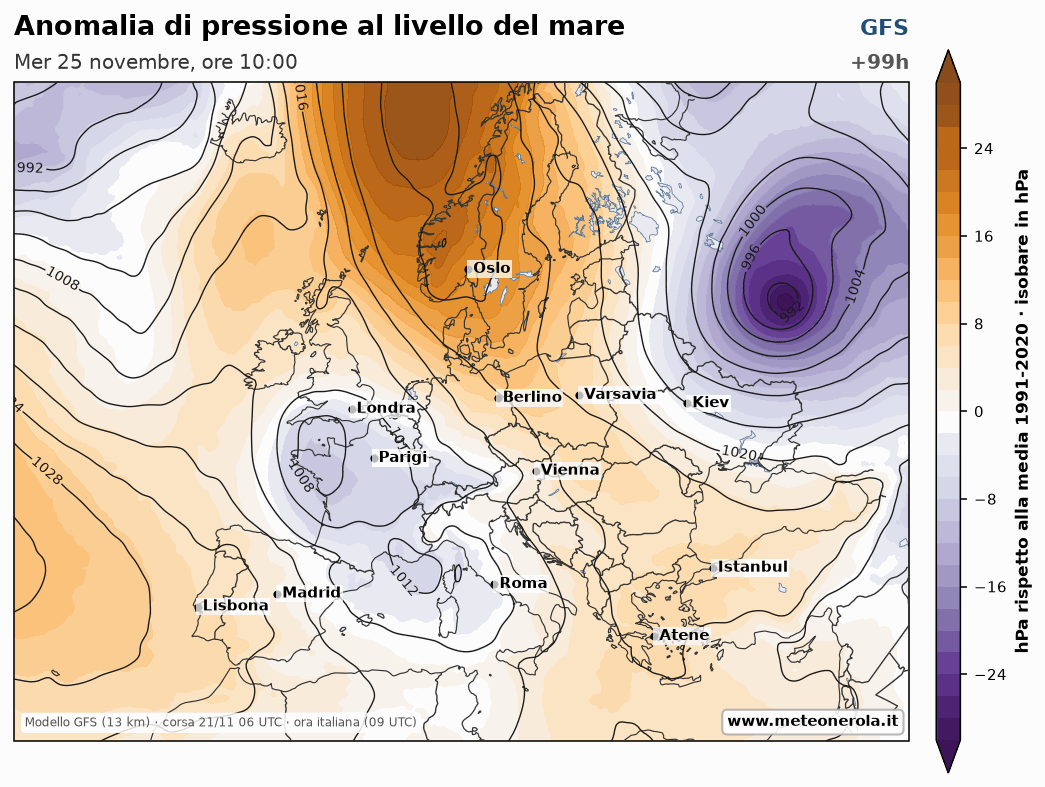 Anomalia di pressione al livello del mare
GFS
Mer 25 novembre, ore 10:00
+99h
016
992
1008
1000
996
1004
992
Oslo
Berlino
Varsavia
Kiev
Londra
Parigi
1008
1020
Vienna
1028
1012
Roma
Madrid
Lisbona
Istanbul
Atene
24
16
8
0
−8
−16
−24
hPa rispetto alla media 1991-2020 · isobare in hPa
Modello GFS (13 km) · corsa 21/11 06 UTC · ora italiana (09 UTC)
www.meteonerola.it